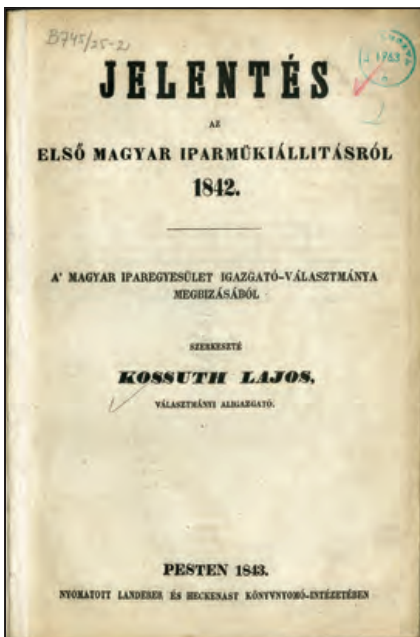 B745/25-2
JELENTÉS
AZ
ELSŐ MAGYAR IPARMŰKIÁLLITÁSRÓL
1842.
A' MAGYAR IPAREGYESÜLET IGAZGATÓ-VÁLASZTMÁNYA
MEGBIZÁSÁBÓL
SZERKESZTÉ
KOSSUTH LAJOS,
VÁLASZTMÁNYI ALIGAZGATÓ.
PESTEN 1843.
NYOMATOTT LANDERER ÉS HECKENAST KÖNYVNYOMÓ-INTÉZETÉBEN